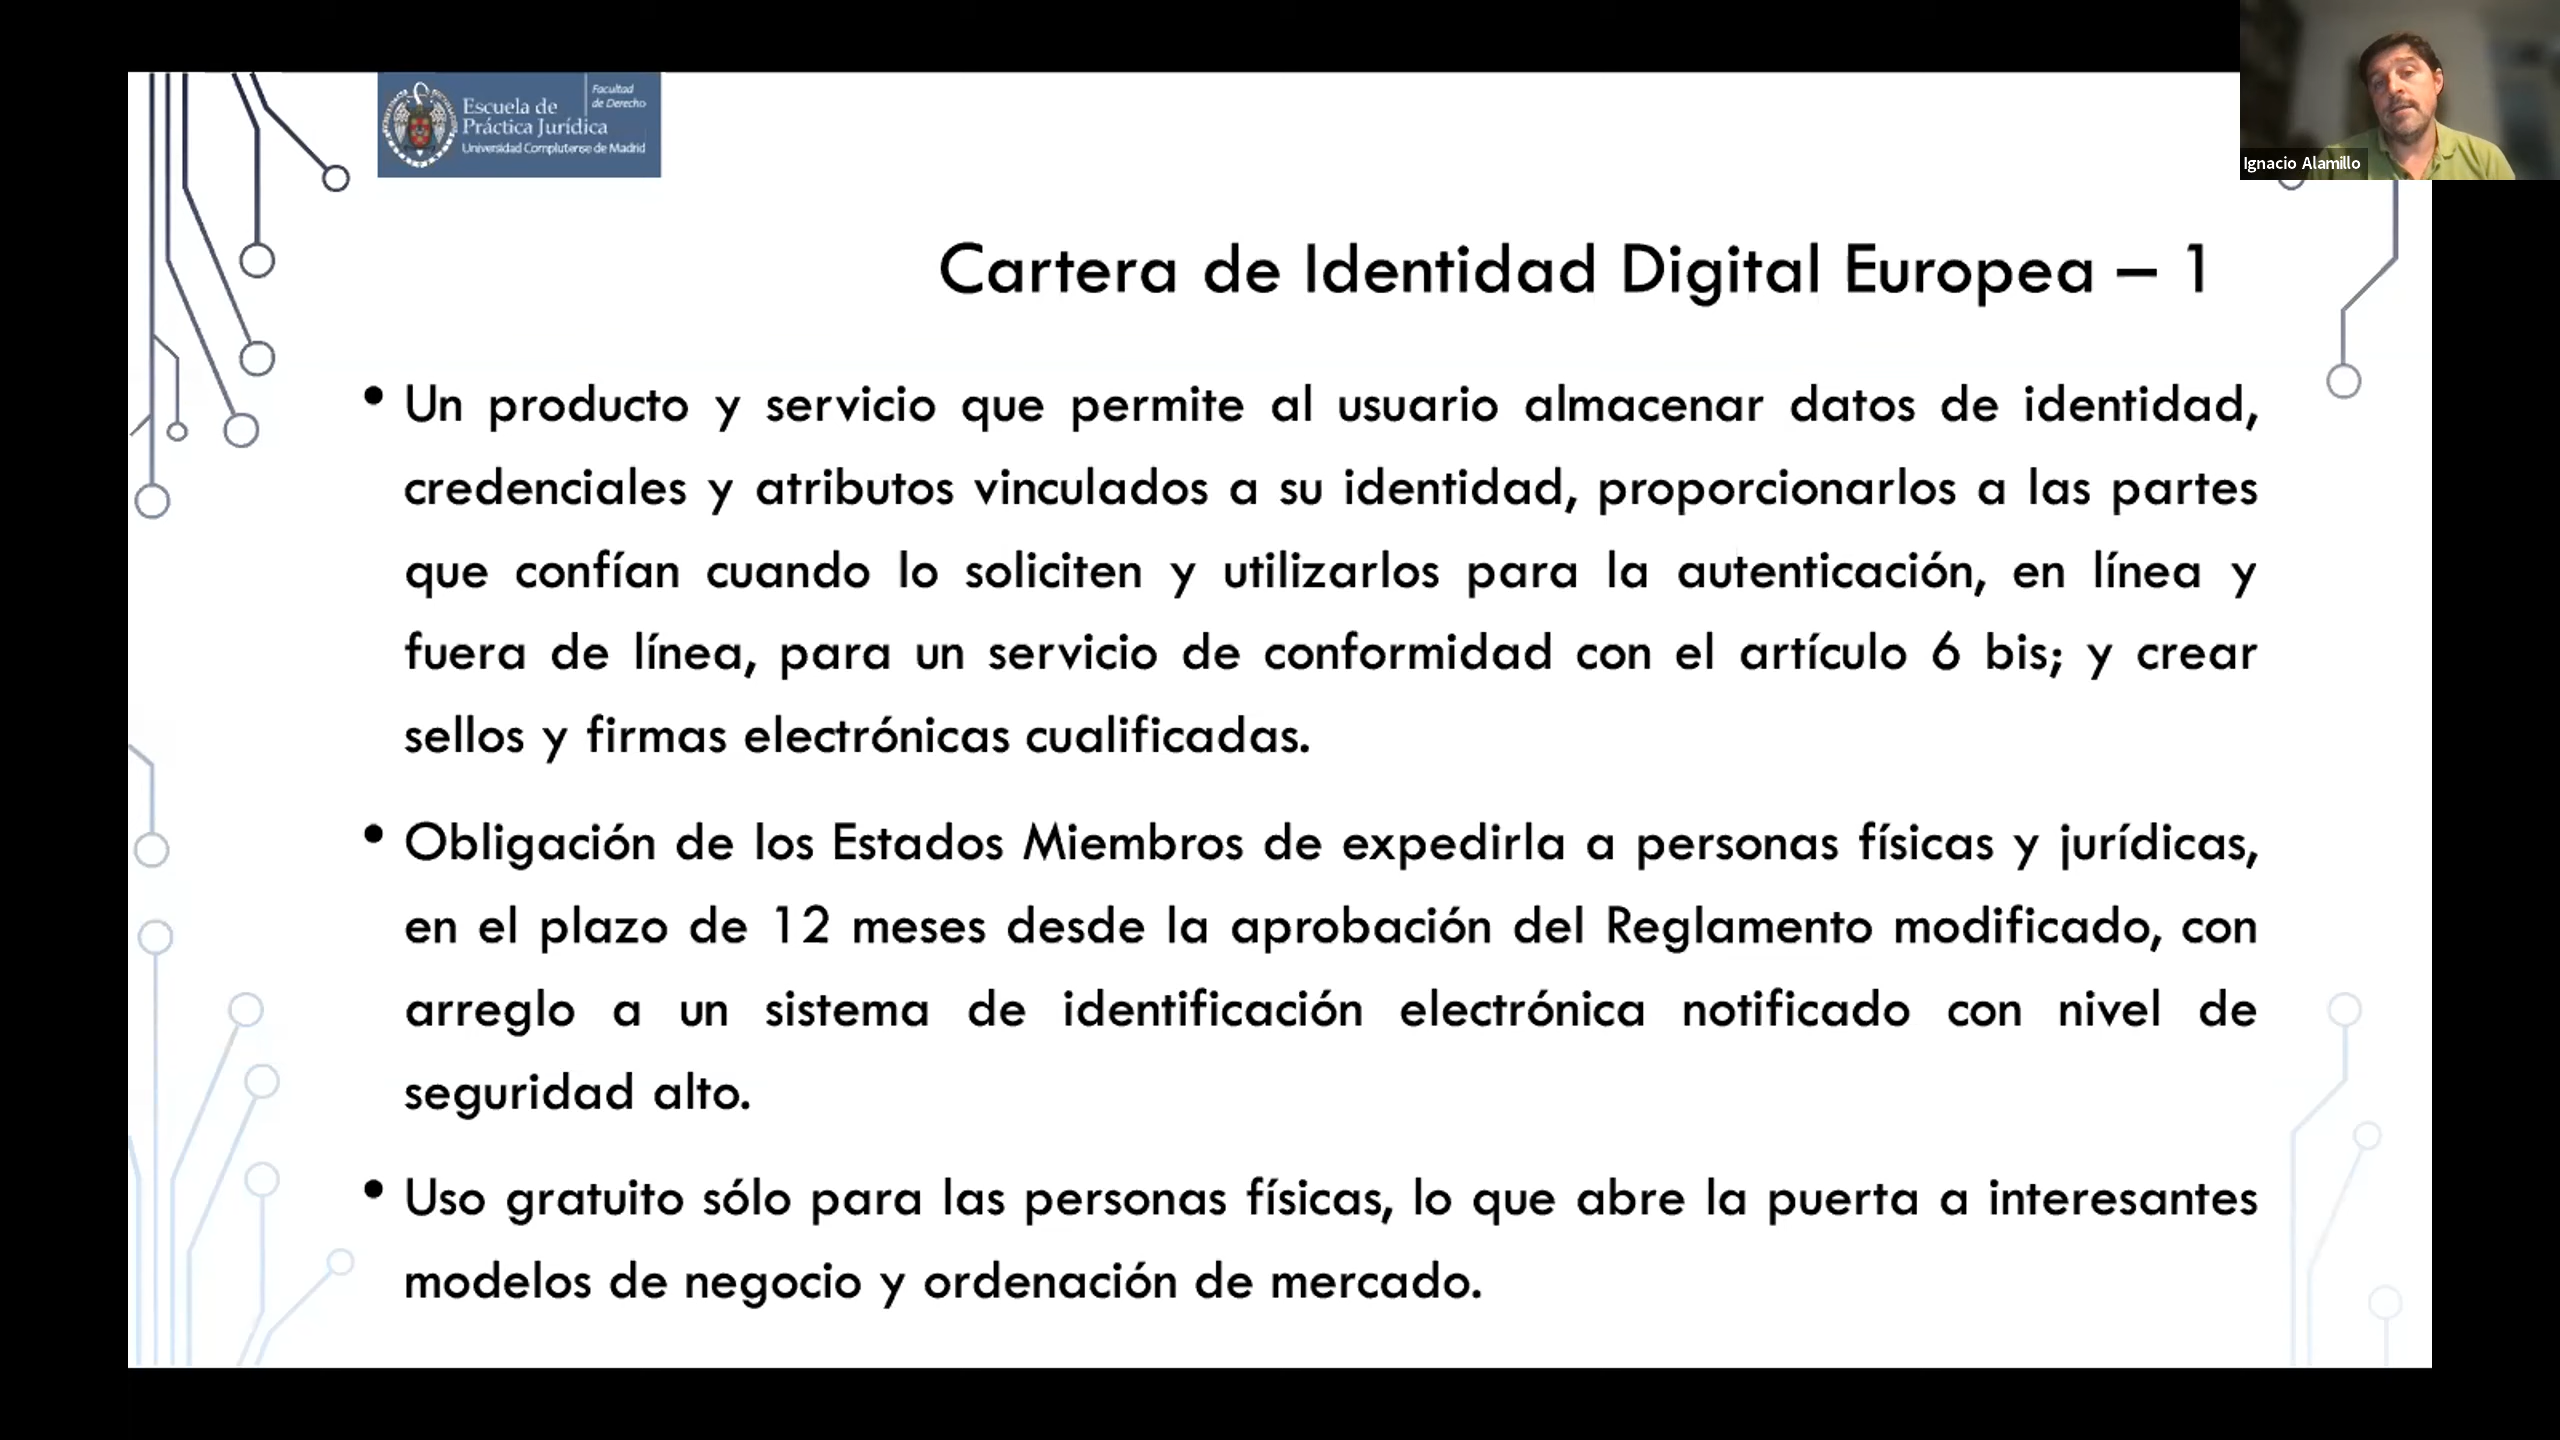 Facultad
de Derecho
Escuela de
Práctica Jurídica
Universidad Complutense de Madrid
Ignacio Alamillo
Cartera de Identidad Digital Europea – 1
• Un producto y servicio que permite al usuario almacenar datos de identidad,
credenciales y atributos vinculados a su identidad, proporcionarlos a las partes
que confían cuando lo soliciten y utilizarlos para la autenticación, en línea y
fuera de línea, para un servicio de conformidad con el artículo 6 bis; y crear
sellos y firmas electrónicas cualificadas.
• Obligación de los Estados Miembros de expedirla a personas físicas y jurídicas,
en el plazo de 12 meses desde la aprobación del Reglamento modificado, con
arreglo a un sistema de identificación electrónica notificado con nivel de
seguridad alto.
• Uso gratuito sólo para las personas físicas, lo que abre la puerta a interesantes
modelos de negocio y ordenación de mercado.